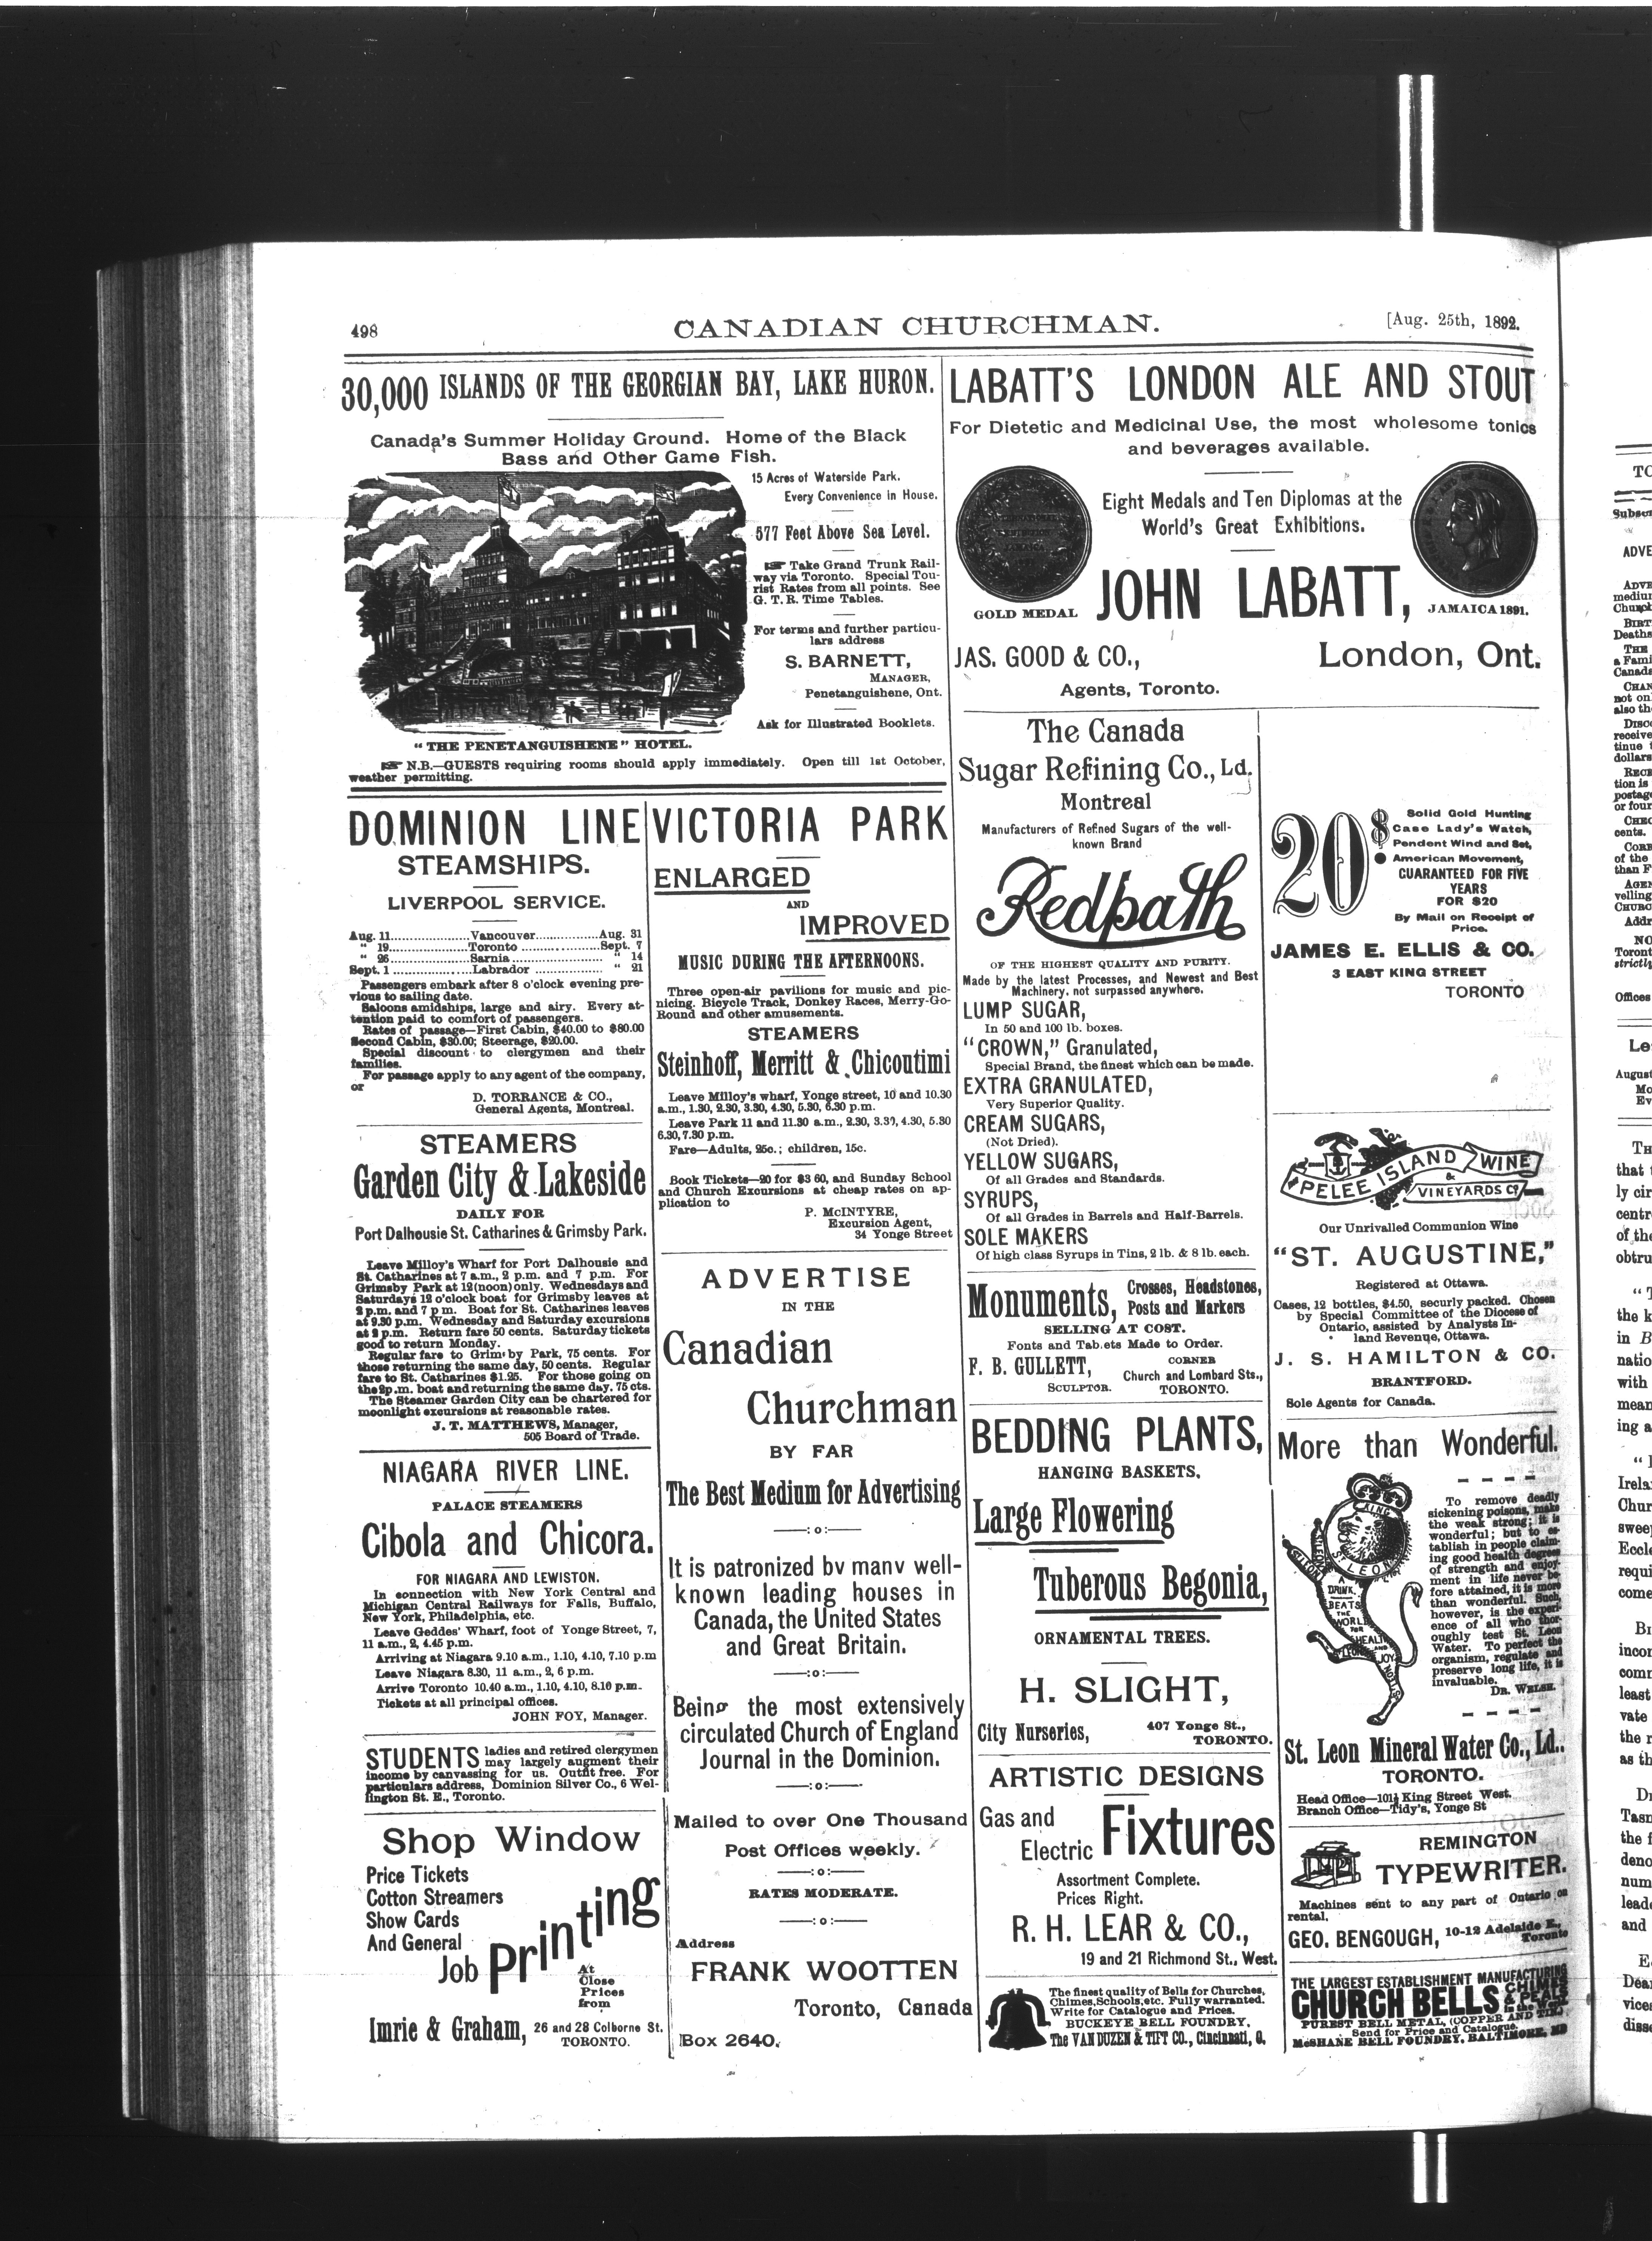 498
CANADIAN CHURCHMAN.
[Aug. 25th, 1892.
30,000 ISLANDS OF THE GEORGIAN BAY, LAKE HURON.
Canada's Summer Holiday Ground. Home of the Black
Bass and Other Game Fish.
15 Acres of Waterside Park.
Every Convenience in House.
577 Feet Above Sea Level.
Take Grand Trunk Rail-
way via Toronto. Special Tou-
rist Rates from all points. See
G. T. R. Time Tables.
For terms and further particu-
lars address
S. BARNETT,
MANAGER,
Penetanguishene, Ont.
Ask for Illustrated Booklets.
"THE PENETANGUISHENE" HOTEL.
N.B.—GUESTS requiring rooms should apply immediately. Open till 1st October,
weather permitting.
DOMINION LINE
STEAMSHIPS.
LIVERPOOL SERVICE.
Aug. 11....................Vancouver................Aug. 31
" 19....................Toronto....................Sept. 7
" 26....................Sarnia........................ " 14
Sept. 1....................Labrador................. " 21
Passengers embark after 8 o'clock evening pre-
vious to sailing date.
Saloons amidships, large and airy. Every at-
tention paid to comfort of passengers.
Rates of passage—First Cabin, $40.00 to $80.00
Second Cabin, $30.00; Steerage, $20.00.
Special discount to clergymen and their
families.
For passage apply to any agent of the company,
or
D. TORRANCE & CO.,
General Agents, Montreal.
STEAMERS
Garden City & Lakeside
DAILY FOR
Port Dalhousie St. Catharines & Grimsby Park.
Leave Milloy's Wharf for Port Dalhousie and
St. Catharines at 7 a.m., 2 p.m. and 7 p.m. For
Grimsby Park at 12 (noon) only. Wednesdays and
Saturdays 12 o'clock boat for Grimsby leaves at
2 p.m. and 7 p m. Boat for St. Catharines leaves
at 9.30 p.m. Wednesday and Saturday excursions
at 2 p.m. Return fare 50 cents. Saturday tickets
good to return Monday.
Regular fare to Grim by Park, 75 cents. For
those returning the same day, 50 cents. Regular
fare to St. Catharines $1.25. For those going on
the 2p.m. boat and returning the same day, 75 cts.
The Steamer Garden City can be chartered for
moonlight excursions at reasonable rates.
J. T. MATTHEWS, Manager,
505 Board of Trade.
NIAGARA RIVER LINE.
PALACE STEAMERS
Cibola and Chicora.
FOR NIAGARA AND LEWISTON.
In connection with New York Central and
Michigan Central Railways for Falls, Buffalo,
New York, Philadelphia, etc.
Leave Geddes' Wharf, foot of Yonge Street, 7,
11 a.m., 2, 4.45 p.m.
Arriving at Niagara 9.10 a.m., 1.10, 4.10, 7.10 p.m
Leave Niagara 8.30, 11 a.m., 2, 6 p.m.
Arrive Toronto 10.40 a.m., 1.10, 4.10, 8.10 p.m.
Tickets at all principal offices.
JOHN FOY, Manager.
STUDENTS ladies and retired clergymen
may largely augment their
income by canvassing for us. Outfit free. For
particulars address, Dominion Silver Co., 6 Wel-
lington St. E., Toronto.
Shop Window
Price Tickets
Cotton Streamers
Show Cards
And General
Job printing
At
Close
Prices
from
Imrie & Graham, 26 and 28 Colborne St.
TORONTO.
VICTORIA PARK
ENLARGED
AND
IMPROVED
MUSIC DURING THE AFTERNOONS.
Three open-air pavilions for music and pic-
nicing. Bicycle Track, Donkey Races, Merry-Go-
Round and other amusements.
STEAMERS
Steinhoff, Merritt & Chicoutimi
Leave Milloy's wharf, Yonge street, 10 and 10.30
a.m., 1.30, 2.30, 3.30, 4.30, 5.30, 6.30 p.m.
Leave Park 11 and 11.30 a.m., 2.30, 3.30, 4.30, 5.30
6.30, 7.30 p.m.
Fare—Adults, 25c.; children, 15c.
Book Tickets—20 for $3 60, and Sunday School
and Church Excursions at cheap rates on ap-
plication to
P. McINTYRE,
Excursion Agent,
34 Yonge Street
ADVERTISE
IN THE
Canadian
Churchman
BY FAR
The Best Medium for Advertising
—:o:—
It is patronized by many well-
known leading houses in
Canada, the United States
and Great Britain.
—:o:—
Being the most extensively
circulated Church of England
Journal in the Dominion.
—:o:—
Mailed to over One Thousand
Post Offices weekly.
—:o:—
RATES MODERATE.
—:o:—
Address
FRANK WOOTTEN
Toronto, Canada
Box 2640.
LABATT'S LONDON ALE AND STOUT
For Dietetic and Medicinal Use, the most wholesome tonics
and beverages available.
Eight Medals and Ten Diplomas at the
World's Great Exhibitions.
GOLD MEDAL
JOHN LABATT,
JAMAICA 1891.
JAS. GOOD & CO.,
London, Ont.
Agents, Toronto.
The Canada
Sugar Refining Co., Ld.
Montreal
Manufacturers of Refined Sugars of the well-
known Brand
Redpath
OF THE HIGHEST QUALITY AND PURITY.
Made by the latest Processes, and Newest and Best
Machinery, not surpassed anywhere.
LUMP SUGAR,
In 50 and 100 lb. boxes.
"CROWN," Granulated,
Special Brand, the finest which can be made.
EXTRA GRANULATED,
Very Superior Quality.
CREAM SUGARS,
(Not Dried).
YELLOW SUGARS,
Of all Grades and Standards.
SYRUPS,
Of all Grades in Barrels and Half-Barrels.
SOLE MAKERS
Of high class Syrups in Tins, 2 lb. & 8 lb. each.
Monuments, Crosses, Headstones,
Posts and Markers
SELLING AT COST.
Fonts and Tablets Made to Order.
F. B. GULLETT,
SCULPTOR.
CORNER
Church and Lombard Sts.,
TORONTO.
BEDDING PLANTS,
HANGING BASKETS,
Large Flowering
Tuberous Begonia,
ORNAMENTAL TREES.
H. SLIGHT,
City Nurseries, 407 Yonge St.,
TORONTO.
ARTISTIC DESIGNS
Gas and
Electric Fixtures
Assortment Complete.
Prices Right.
R. H. LEAR & CO.,
19 and 21 Richmond St., West.
The finest quality of Bells for Churches,
Chimes, Schools, etc. Fully warranted.
Write for Catalogue and Prices.
BUCKEYE BELL FOUNDRY,
The VAN DUZEN & TIFT CO., Cincinnati, O.
$20. Solid Gold Hunting
Case Lady's Watch,
Pendent Wind and Set,
American Movement,
GUARANTEED FOR FIVE
YEARS
FOR $20
By Mail on Receipt of
Price.
JAMES E. ELLIS & CO.
3 EAST KING STREET
TORONTO
PELEE ISLAND WINE
& VINEYARDS Co.
Our Unrivalled Communion Wine
"ST. AUGUSTINE,"
Registered at Ottawa.
Cases, 12 bottles, $4.50, securly packed. Chosen
by Special Committee of the Diocese of
Ontario, assisted by Analysts In-
land Revenue, Ottawa.
J. S. HAMILTON & CO.
BRANTFORD.
Sole Agents for Canada.
More than Wonderful.
KING
ST LEON
A
DRINK
BEATS
THE
WORLD
FOR
HEALTH
AND
JOY
To remove deadly
sickening poisons, make
the weak strong; it is
wonderful; but to es-
tablish in people claim-
ing good health degrees
of strength and enjoy-
ment in life never be-
fore attained, it is more
than wonderful. Such,
however, is the experi-
ence of all who thor-
oughly test St. Leon
Water. To perfect the
organism, regulate and
preserve long life, it is
invaluable.
DR. WELSH.
St. Leon Mineral Water Co., Ld..
TORONTO.
Head Office—101½ King Street West.
Branch Office—Tidy's, Yonge St
REMINGTON
TYPEWRITER.
Machines sent to any part of Ontario on
rental.
GEO. BENGOUGH, 10-12 Adelaide E.,
Toronto
THE LARGEST ESTABLISHMENT MANUFACTURING
CHURCH BELLS CHIMES
& PEALS
In the World
PUREST BELL METAL, (COPPER AND TIN.)
Send for Price and Catalogue.
McSHANE BELL FOUNDRY, BALTIMORE, MD